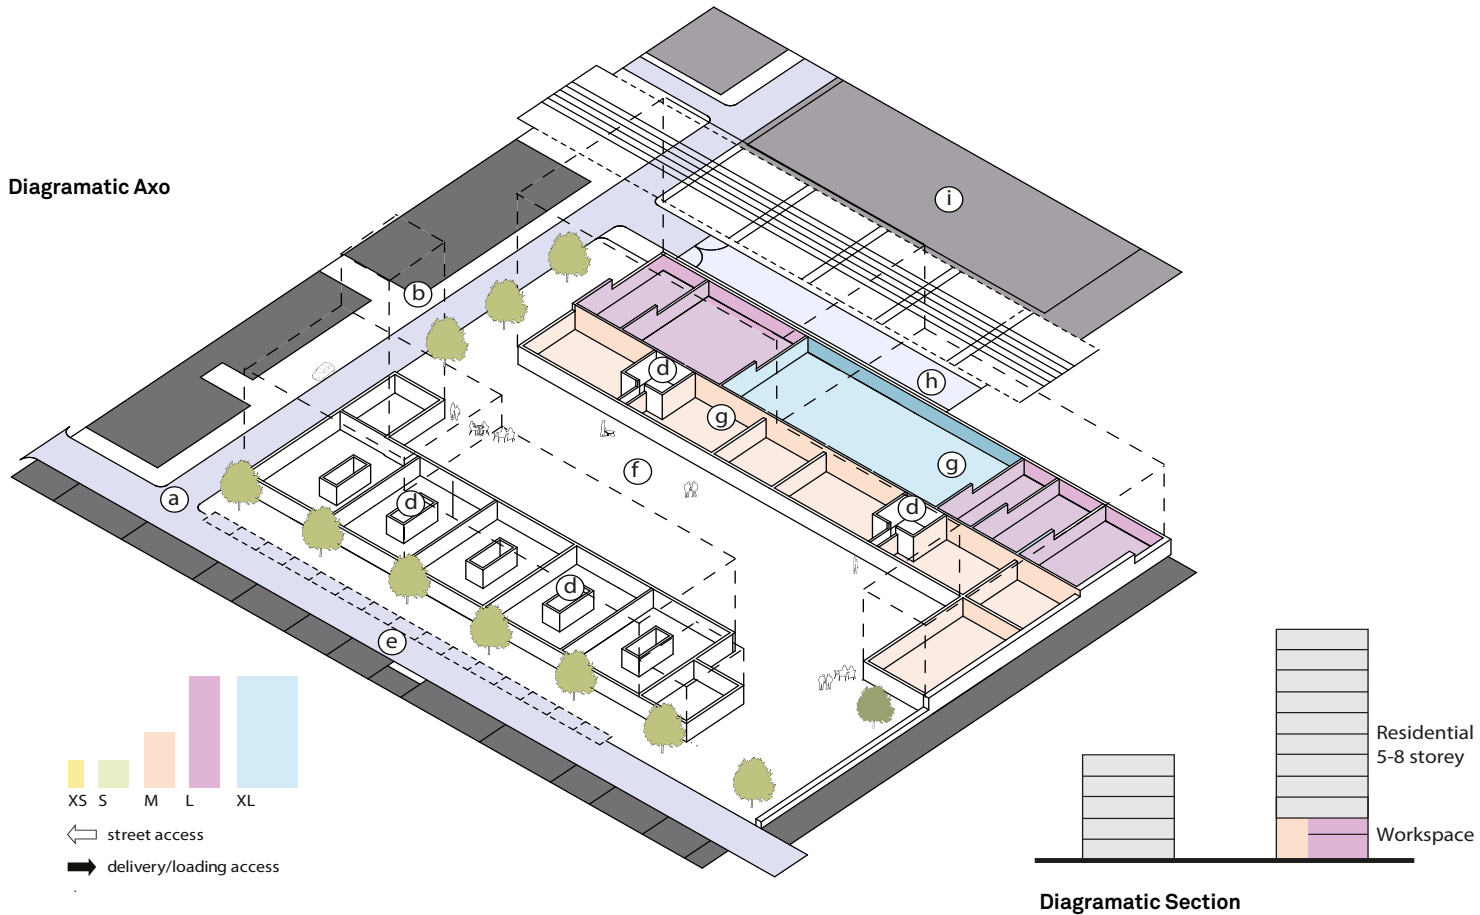 Diagramatic Axo
i
b
h
d
g
g
f
d
a
d
d
e
XS S M L XL
street access
delivery/loading access
Residential
5-8 storey
Workspace
Diagramatic Section